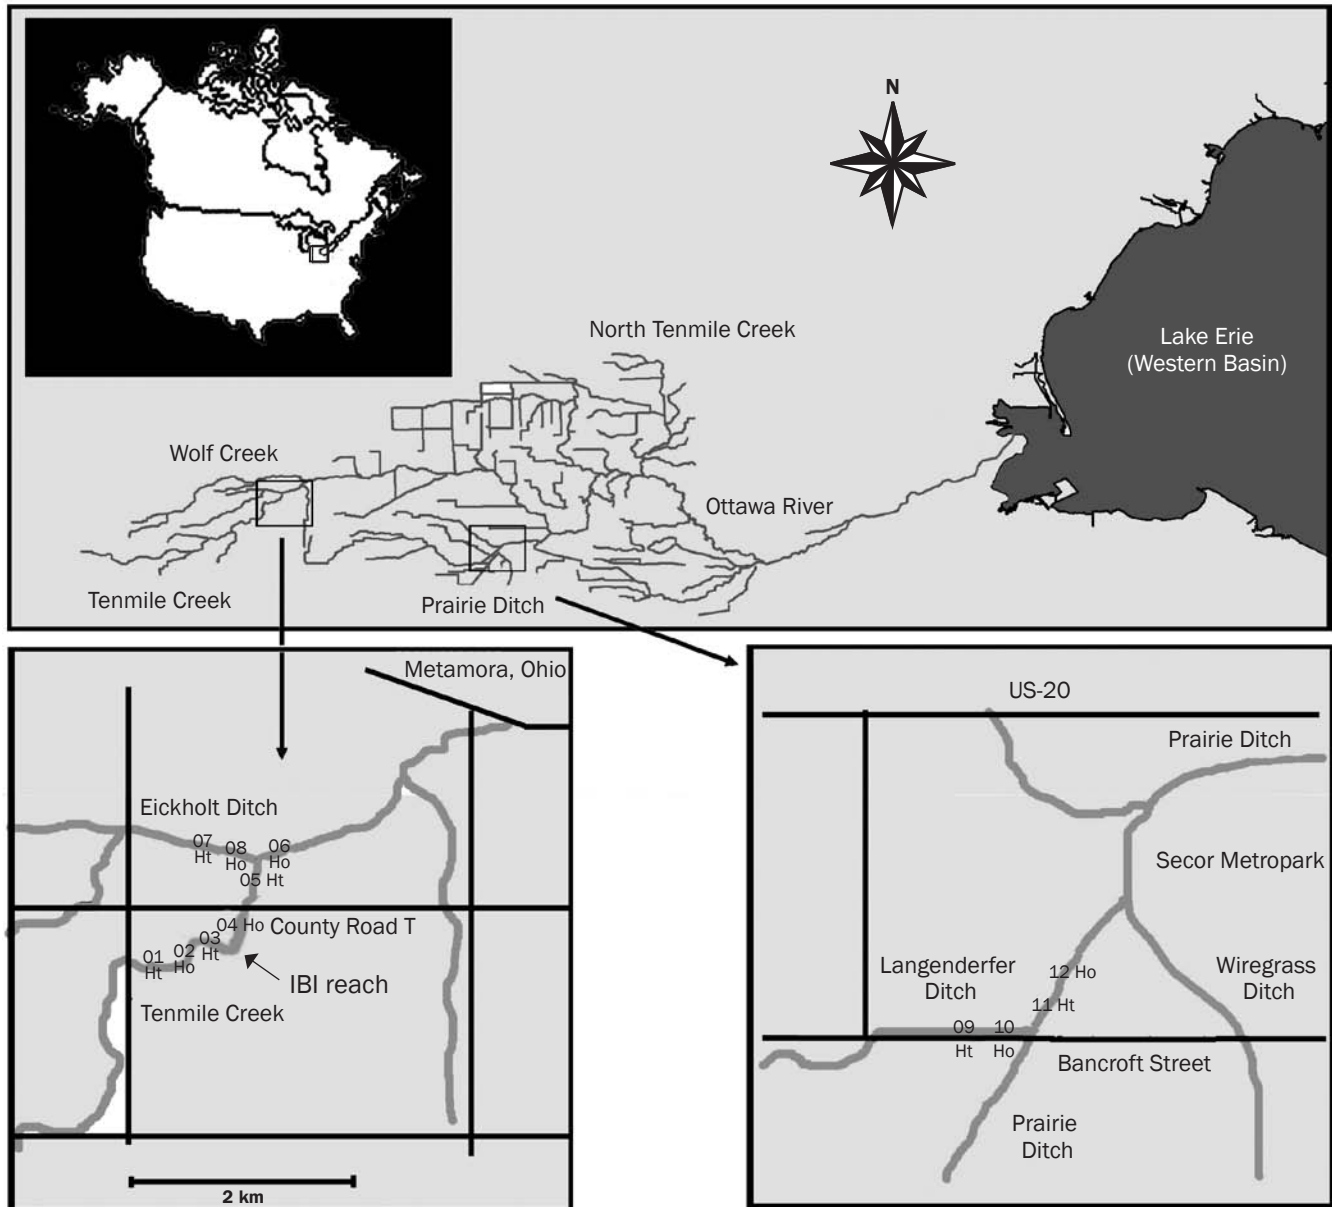 N
North Tenmile Creek
Lake Erie
(Western Basin)
Wolf Creek
Ottawa River
Tenmile Creek
Prairie Ditch
Metamora, Ohio
Eickholt Ditch
07
Ht
08
Ho
06
Ho
05 Ht
04 Ho
County Road T
03
Ht
02
Ho
01
Ht
IBI reach
Tenmile Creek
2 km
US-20
Prairie Ditch
Secor Metropark
Langenderfer
Ditch
12 Ho
Wiregrass
Ditch
11 Ht
09
Ht
10
Ho
Bancroft Street
Prairie
Ditch